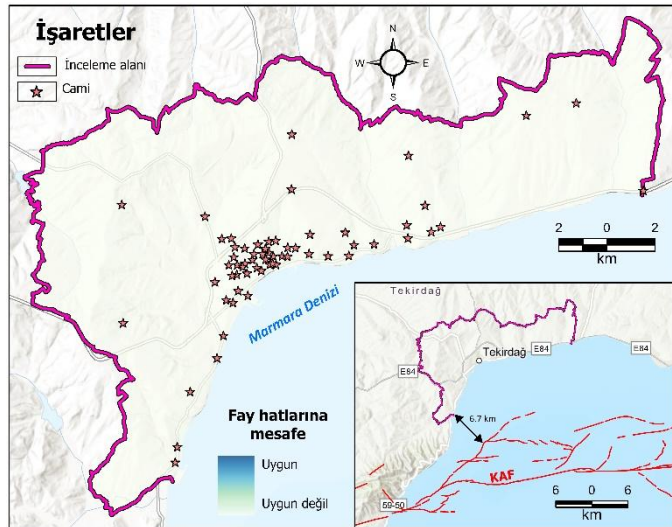 İşaretler
İnceleme alanı
Cami
N
W
E
S
2
0
2
km
Marmara Denizi
Fay hatlarına
mesafe
Uygun
Uygun değil
Tekirdağ
Tekirdağ
E84
E84
E84
6.7 km
KAF
59-50
6
0
6
km